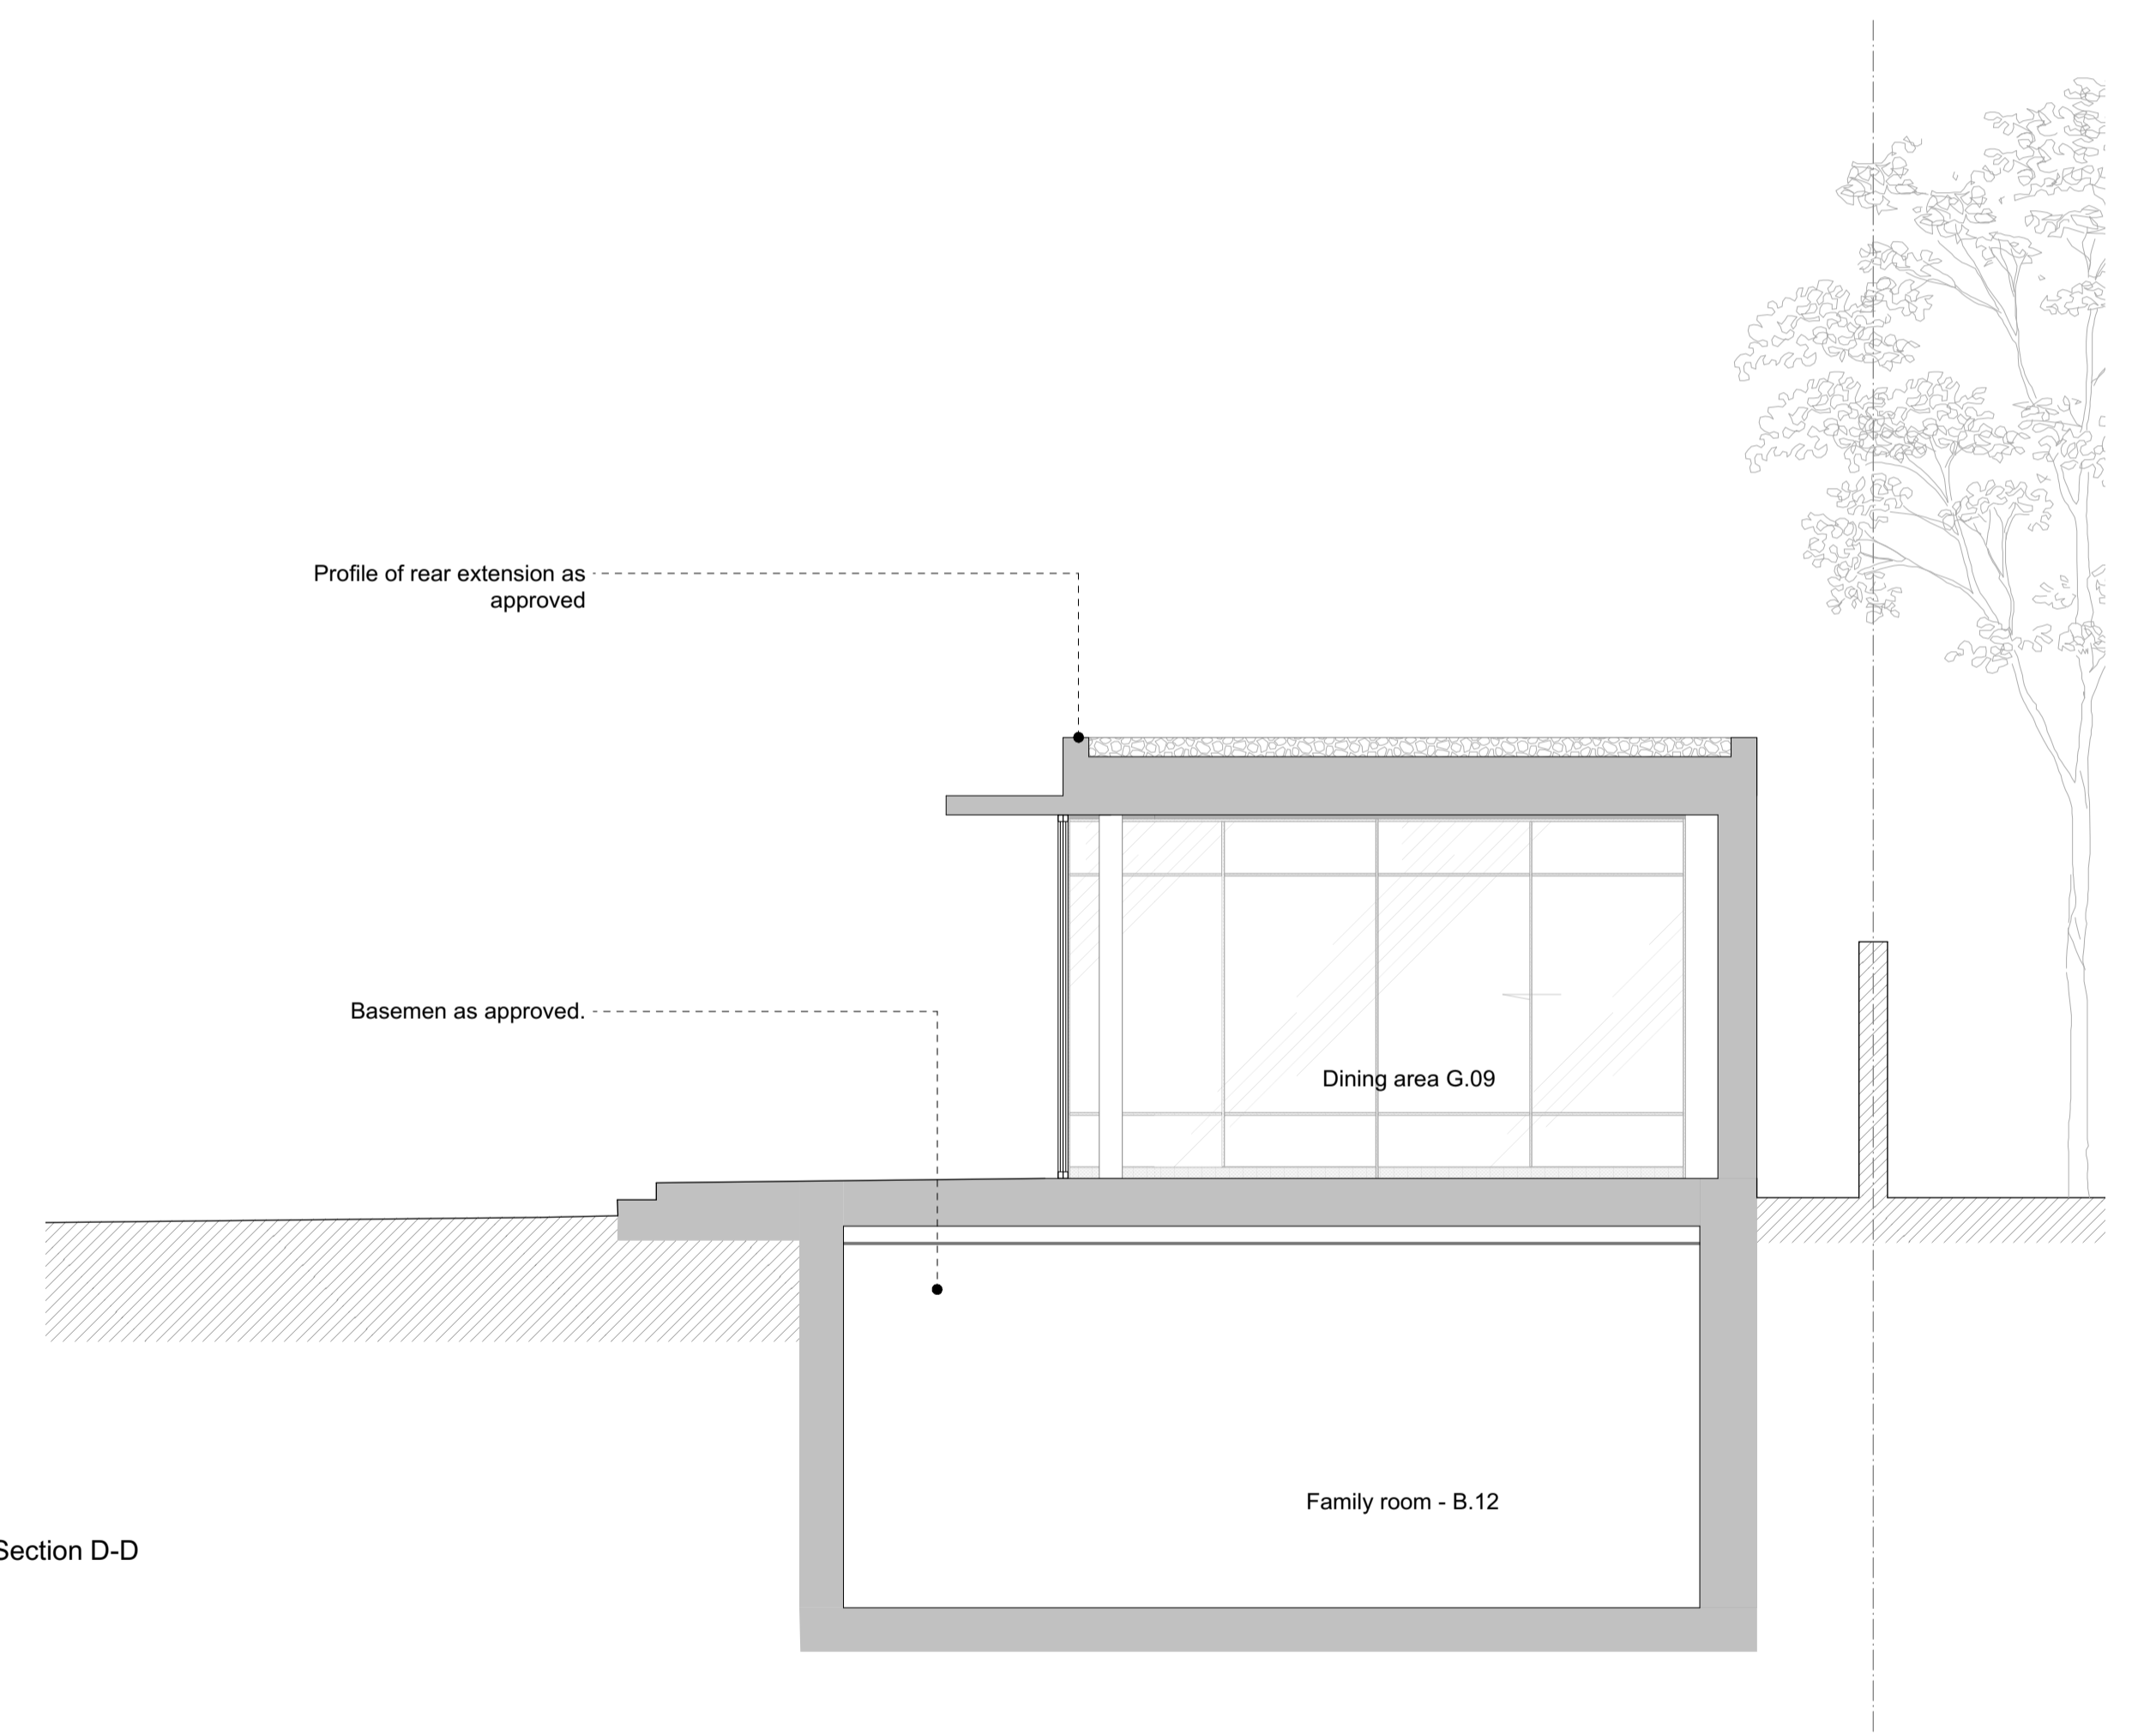 Profile of rear extension as
approved
Basemen as approved.
Dining area G.09
Family room - B.12
Section D-D